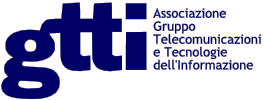 gtti
Associazione
Gruppo
Telecomunicazioni
e Tecnologie
dell'Informazione